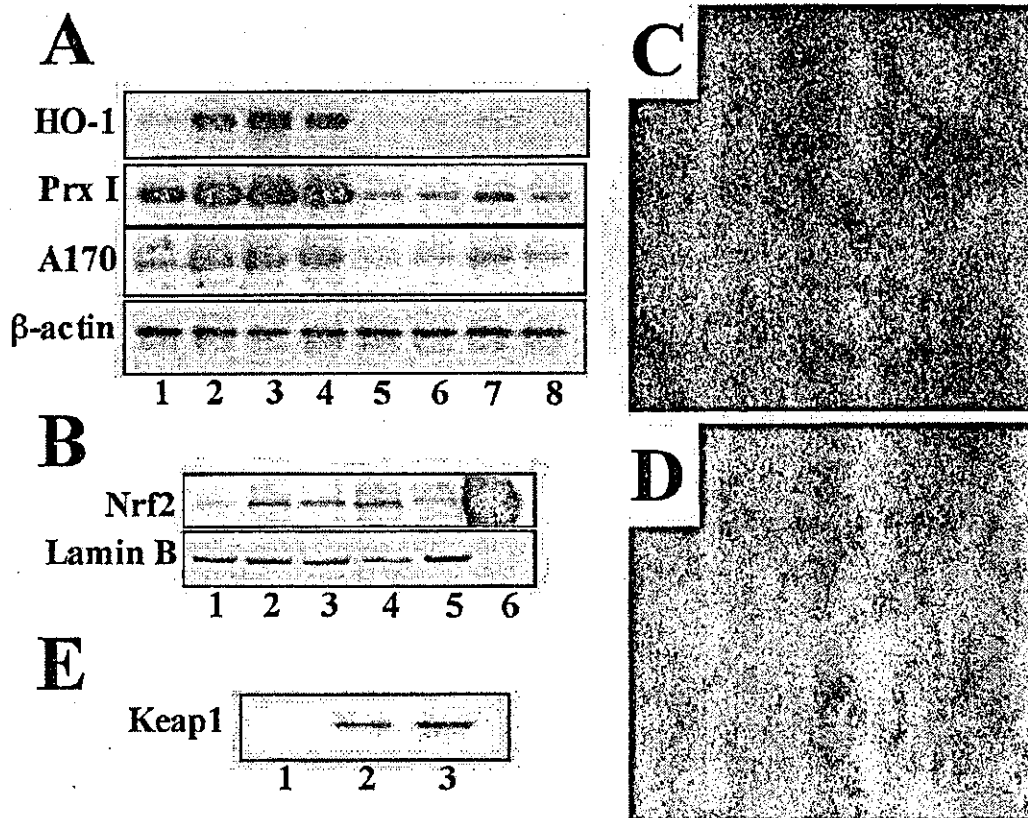 A
HO-1
Prx I
A170
β-actin
1 2 3 4 5 6 7 8
B
Nrf2
Lamin B
1 2 3 4 5 6
E
Keap1
1 2 3
C
D